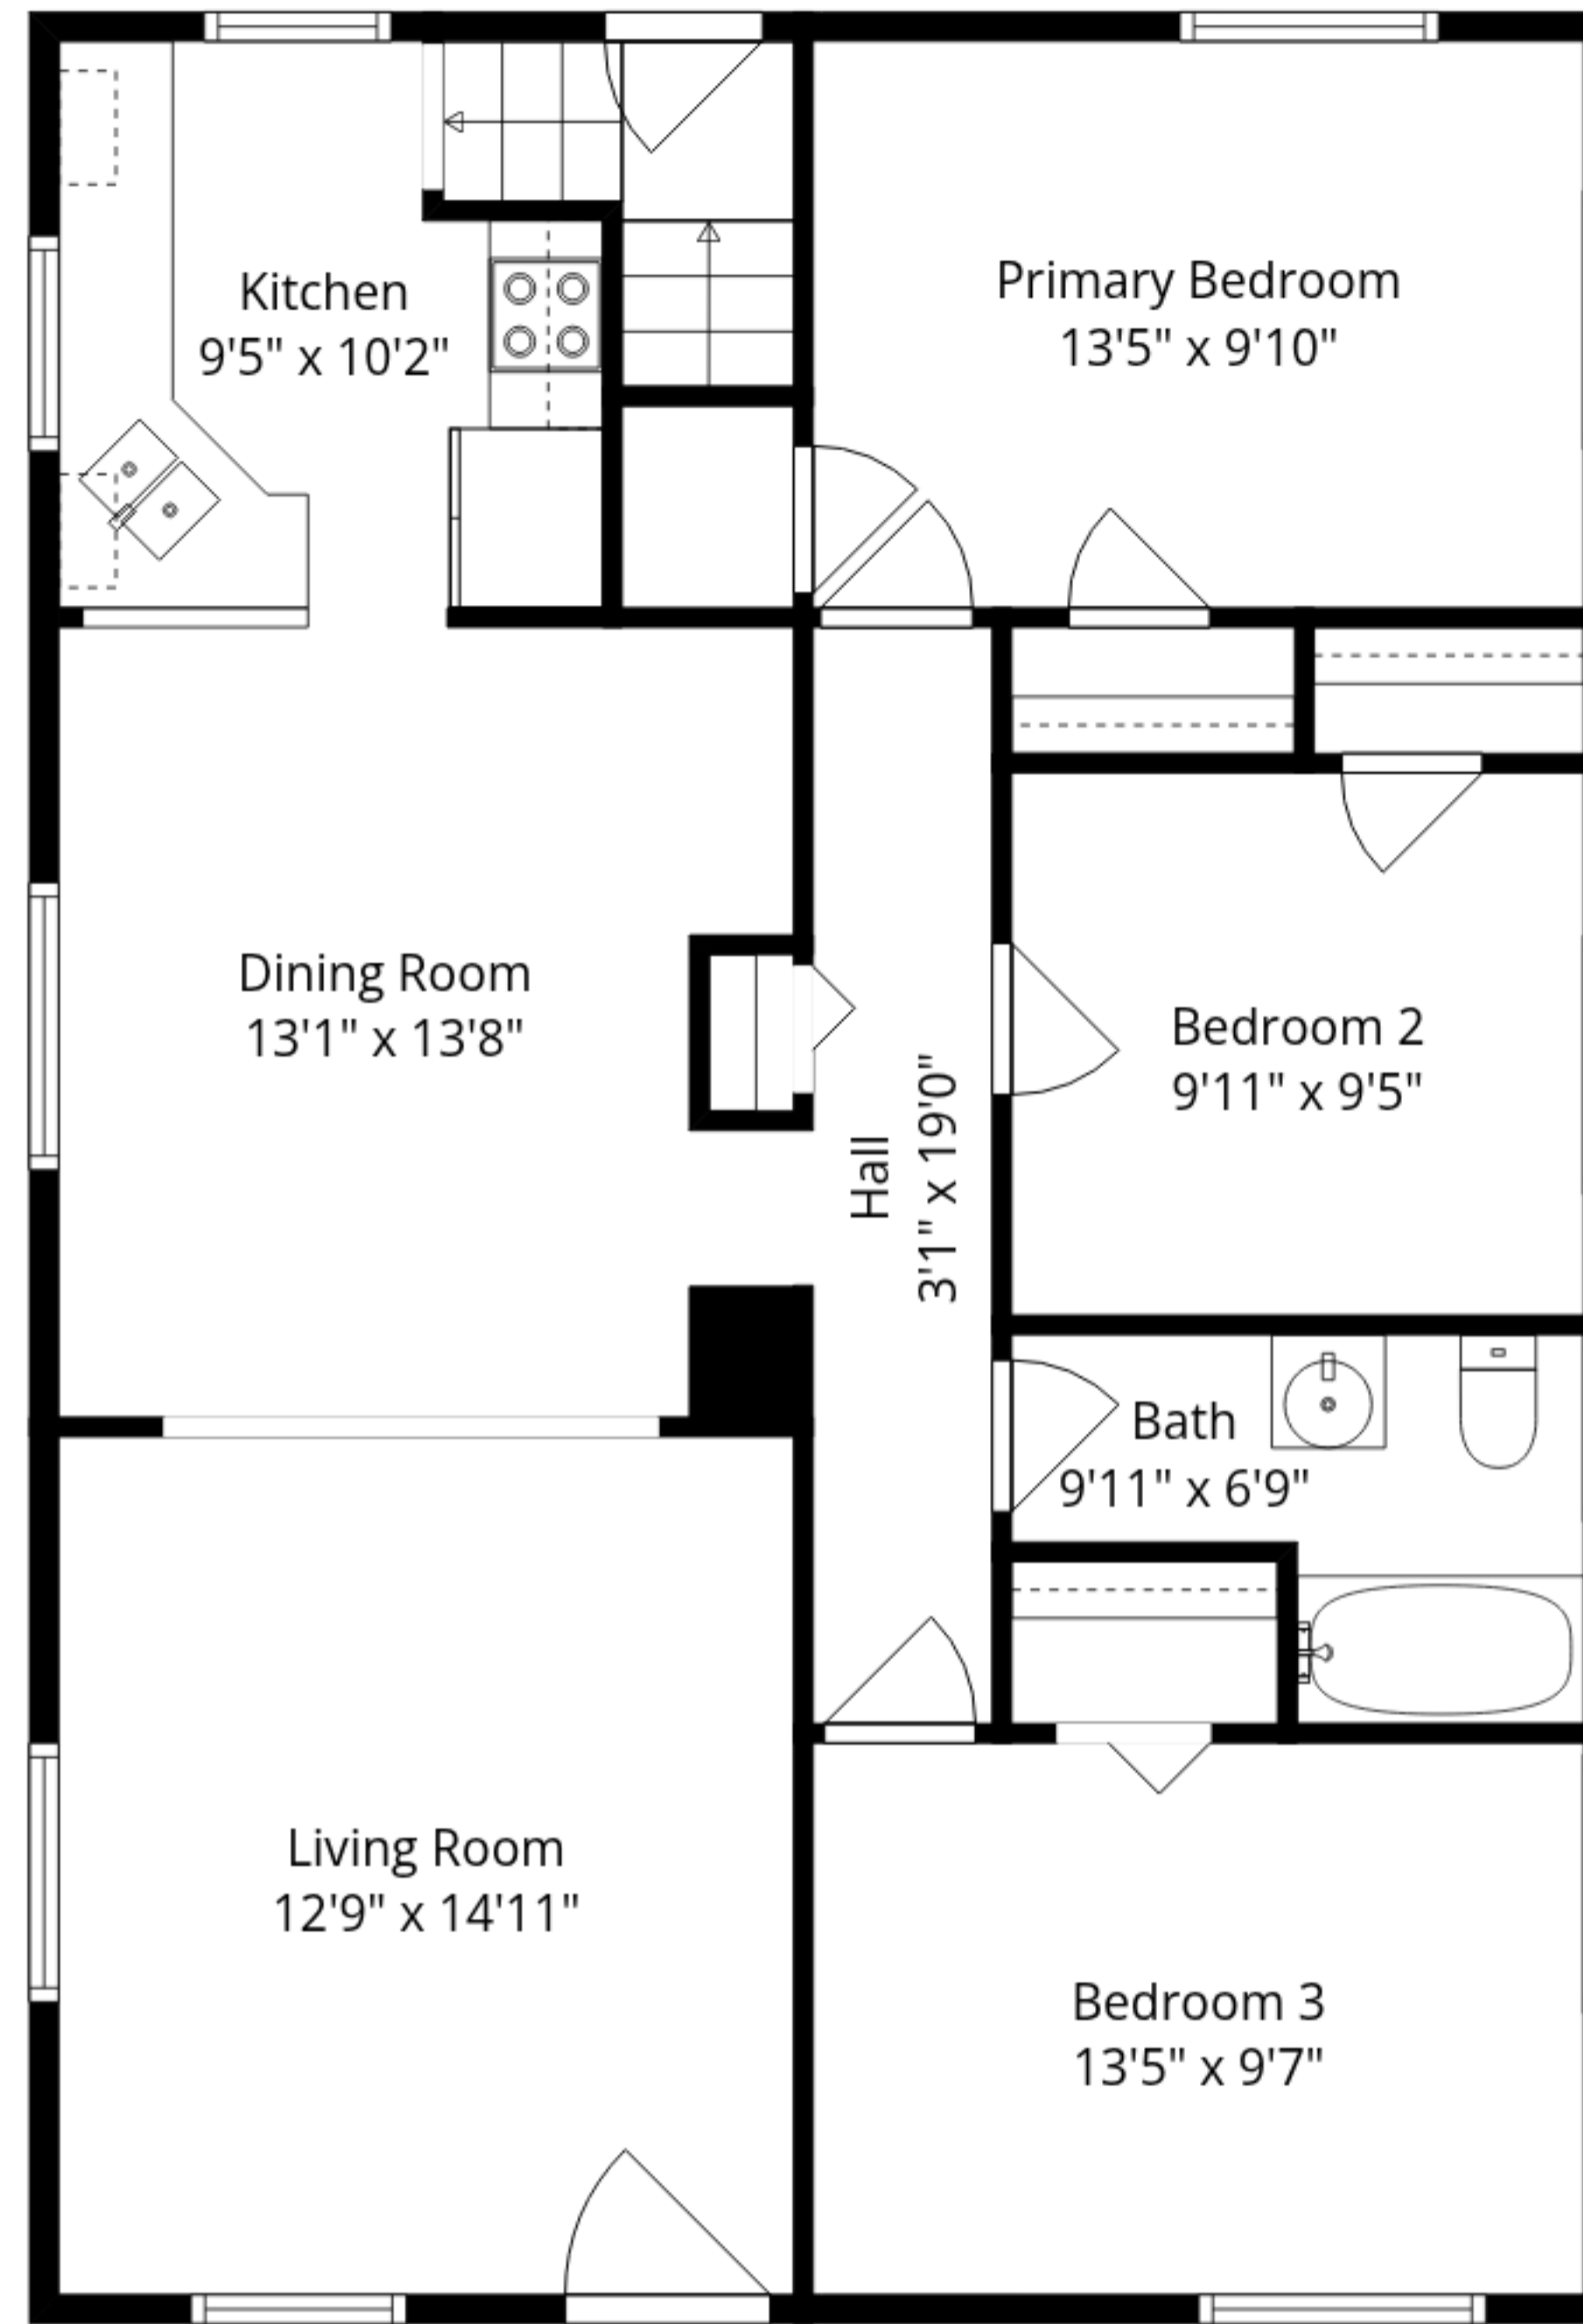 Kitchen
9'5" x 10'2"
Primary Bedroom
13'5" x 9'10"
Dining Room
13'1" x 13'8"
Hall
3'1" x 19'0"
Bedroom 2
9'11" x 9'5"
Bath
9'11" x 6'9"
Living Room
12'9" x 14'11"
Bedroom 3
13'5" x 9'7"